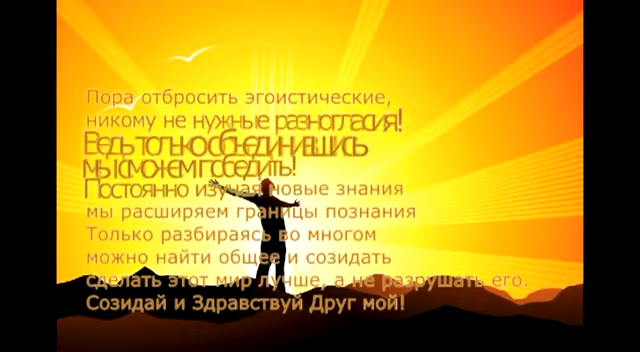 Пора отбросить эгоистические,
никому не нужные разногласия!
Ведь только объединившись
мы сможем победить!
Постоянно изучая новые знания
мы расширяем границы познания
Только разбираясь во многом
можно найти общее и созидать
сделать этот мир лучше, а не разрушать его.
Созидай и Здравствуй Друг мой!